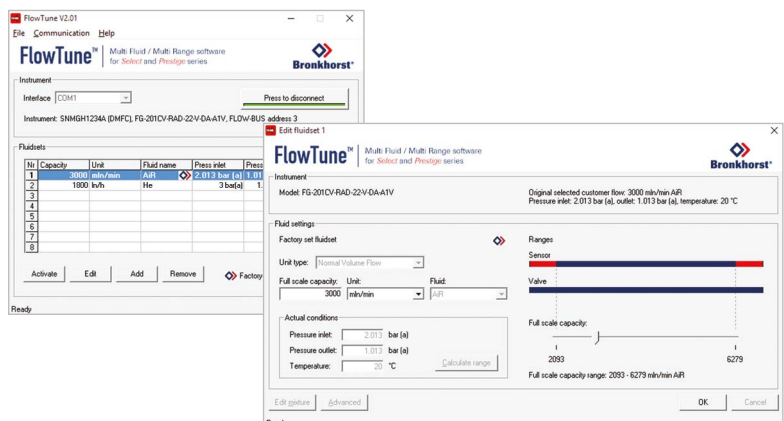 FlowTune V2.01
File Communication Help
FlowTune™
Multi Fluid / Multi Range software
for Select and Prestige series
Bronkhorst®
Instrument
Interface COM1
Press to disconnect
Instrument: SNMGH1234A (DMFC), FG-201CV-RAD-22-V-DA-A1V, FLOW-BUS address 3
Fluidsets
Nr Capacity Unit Fluid name Press inlet Press
1 3000 mln/min AiR 2.013 bar (a) 1.01
2 1800 ln/h He 3 bar(a) 1.
3
4
5
6
7
8
Activate Edit Add Remove Factory
Ready
Edit fluidset 1
FlowTune™
Multi Fluid / Multi Range software
for Select and Prestige series
Bronkhorst®
Instrument
Model: FG-201CV-RAD-22-V-DA-A1V
Original selected customer flow: 3000 mln/min AiR
Pressure inlet: 2.013 bar (a), outlet: 1.013 bar (a), temperature: 20 °C
Fluid settings
Factory set fluidset
Unit type: Normal Volume Flow
Full scale capacity: Unit: Fluid:
3000 mln/min AiR
Actual conditions
Pressure inlet: 2.013 bar (a)
Pressure outlet: 1.013 bar (a)
Temperature: 20 °C
Calculate range
Ranges
Sensor
Valve
Full scale capacity:
2093 6279
Full scale capacity range: 2093 - 6279 mln/min AiR
Edit mixture Advanced OK Cancel